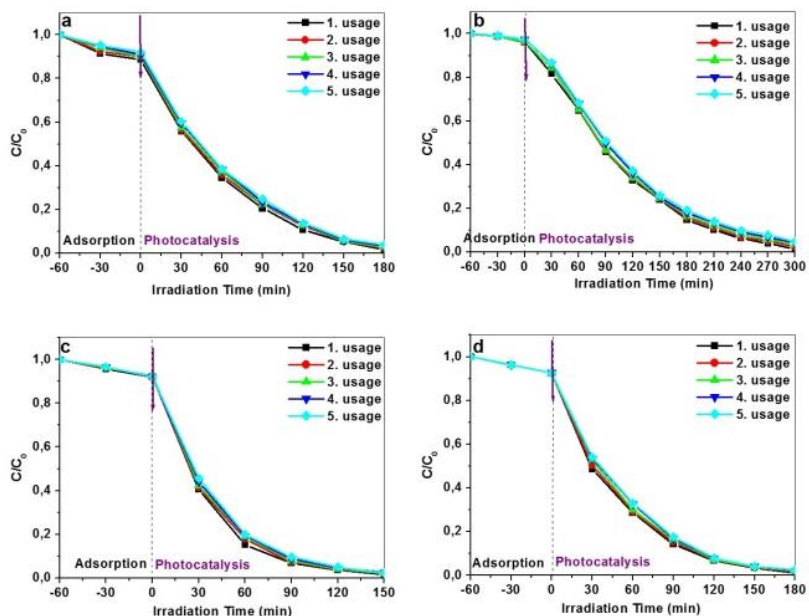 a
1. usage
2. usage
3. usage
4. usage
5. usage
1,0
0,8
0,6
0,4
0,2
0,0
C/C0
Adsorption Photocatalysis
-60 -30 0 30 60 90 120 150 180
Irradiation Time (min)
b
1. usage
2. usage
3. usage
4. usage
5. usage
1,0
0,8
0,6
0,4
0,2
0,0
C/C0
Adsorption Photocatalysis
-60 -30 0 30 60 90 120 150 180 210 240 270 300
Irradiation Time (min)
c
1. usage
2. usage
3. usage
4. usage
5. usage
1,0
0,8
0,6
0,4
0,2
0,0
C/C0
Adsorption Photocatalysis
-60 -30 0 30 60 90 120 150
Irradiation Time (min)
d
1. usage
2. usage
3. usage
4. usage
5. usage
1,0
0,8
0,6
0,4
0,2
0,0
C/C0
Adsorption Photocatalysis
-60 -30 0 30 60 90 120 150 180
Irradiation Time (min)